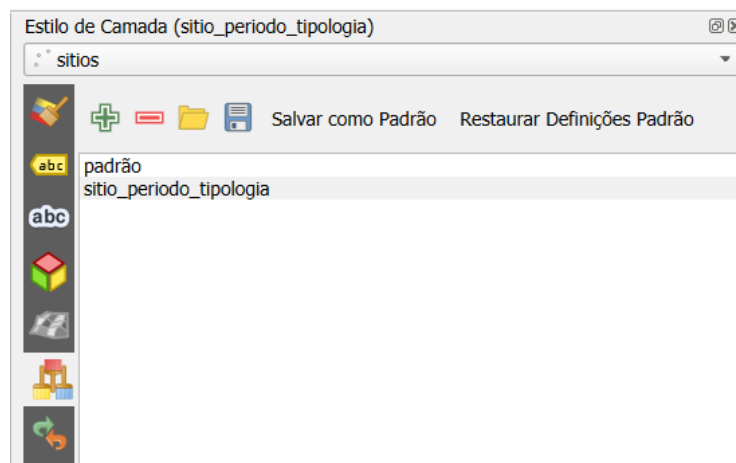 Estilo de Camada (sitio_periodo_tipologia)
sitios
Salvar como Padrão Restaurar Definições Padrão
abc
padrão
sitio_periodo_tipologia
abc